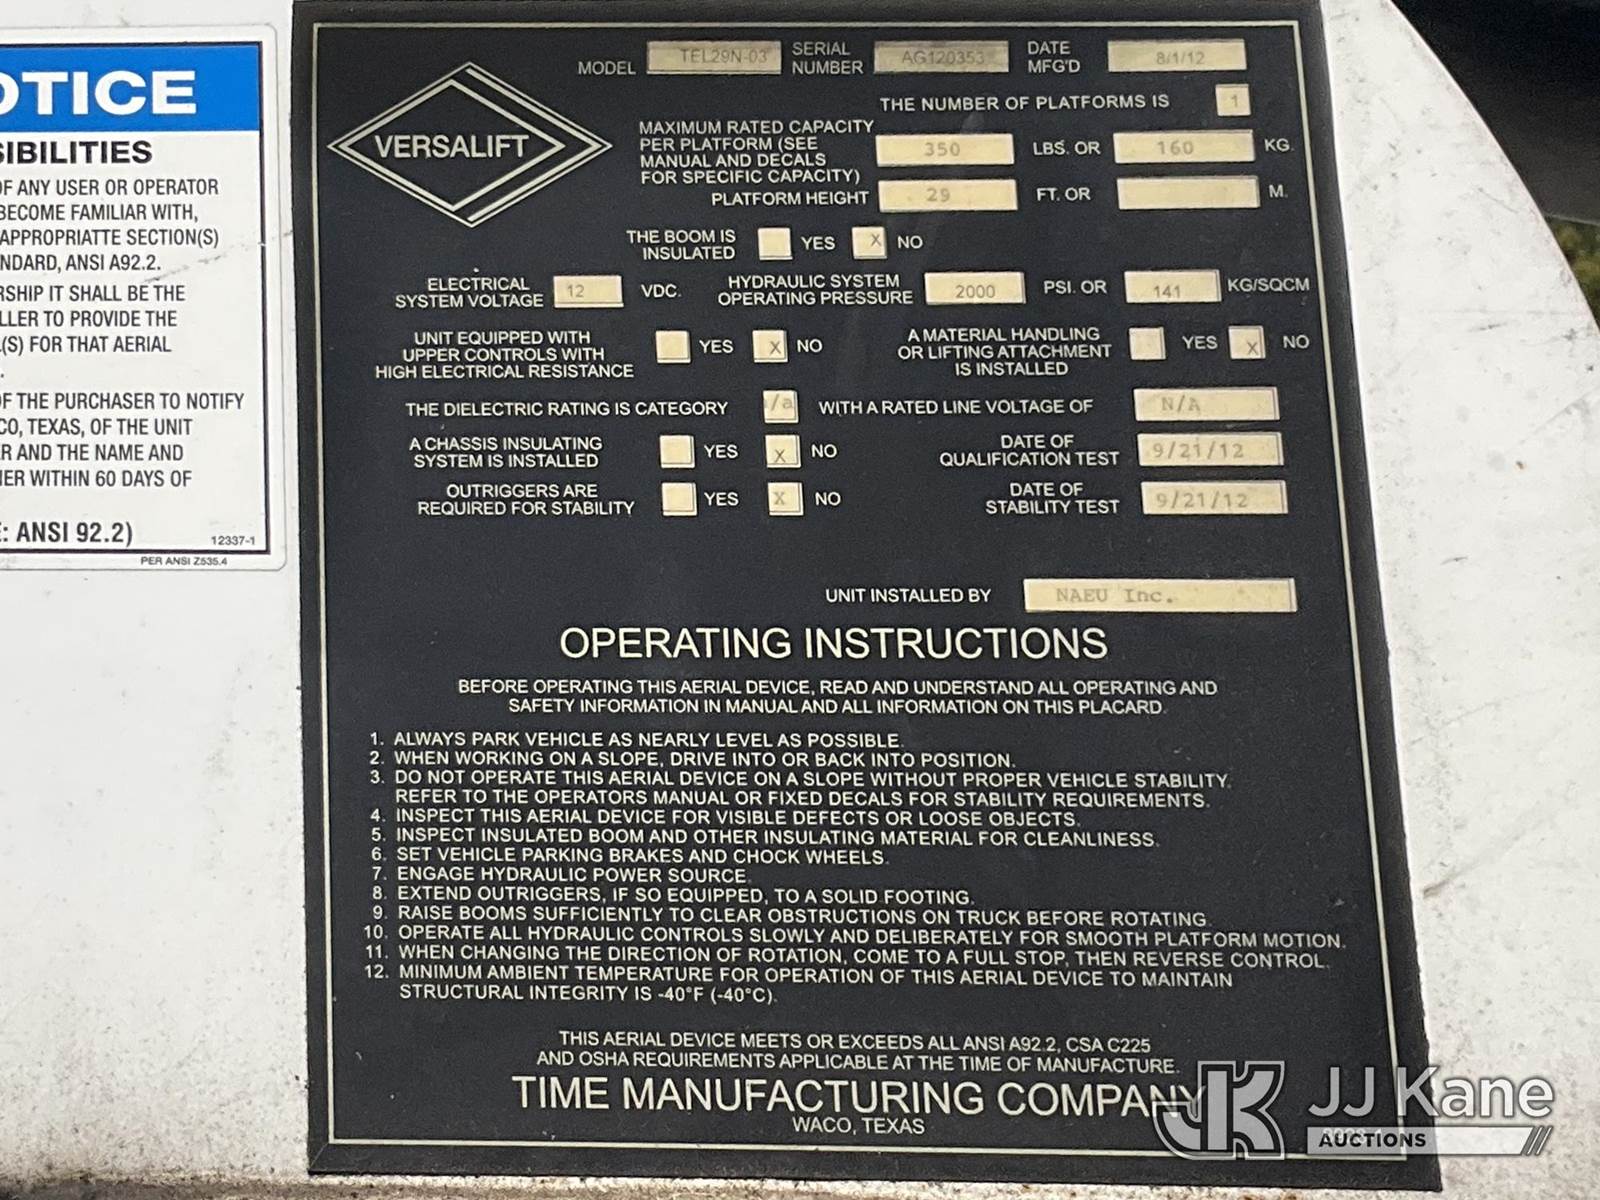 OTICE
SIBILITIES
OF ANY USER OR OPERATOR
BECOME FAMILIAR WITH,
APPROPRIATTE SECTION(S)
NDARD, ANSI A92.2.
RSHIP IT SHALL BE THE
LLER TO PROVIDE THE
L(S) FOR THAT AERIAL
OF THE PURCHASER TO NOTIFY
CO, TEXAS, OF THE UNIT
ER AND THE NAME AND
NER WITHIN 60 DAYS OF
E: ANSI 92.2)
12337-1
PER ANSI Z535.4
VERSALIFT
MODEL TEL29N-03 SERIAL NUMBER AG120353 DATE MFG'D 8/1/12
THE NUMBER OF PLATFORMS IS 1
MAXIMUM RATED CAPACITY
PER PLATFORM (SEE
MANUAL AND DECALS
FOR SPECIFIC CAPACITY) 350 LBS. OR 160 KG.
PLATFORM HEIGHT 29 FT. OR M.
THE BOOM IS
INSULATED YES X NO
ELECTRICAL
SYSTEM VOLTAGE 12 VDC. HYDRAULIC SYSTEM
OPERATING PRESSURE 2000 PSI. OR 141 KG/SQCM
UNIT EQUIPPED WITH
UPPER CONTROLS WITH
HIGH ELECTRICAL RESISTANCE YES X NO
A MATERIAL HANDLING
OR LIFTING ATTACHMENT
IS INSTALLED YES X NO
THE DIELECTRIC RATING IS CATEGORY /a WITH A RATED LINE VOLTAGE OF N/A
A CHASSIS INSULATING
SYSTEM IS INSTALLED YES X NO
DATE OF
QUALIFICATION TEST 9/21/12
OUTRIGGERS ARE
REQUIRED FOR STABILITY YES X NO
DATE OF
STABILITY TEST 9/21/12
UNIT INSTALLED BY NAEU Inc.
OPERATING INSTRUCTIONS
BEFORE OPERATING THIS AERIAL DEVICE, READ AND UNDERSTAND ALL OPERATING AND
SAFETY INFORMATION IN MANUAL AND ALL INFORMATION ON THIS PLACARD.
1. ALWAYS PARK VEHICLE AS NEARLY LEVEL AS POSSIBLE.
2. WHEN WORKING ON A SLOPE, DRIVE INTO OR BACK INTO POSITION.
3. DO NOT OPERATE THIS AERIAL DEVICE ON A SLOPE WITHOUT PROPER VEHICLE STABILITY.
REFER TO THE OPERATORS MANUAL OR FIXED DECALS FOR STABILITY REQUIREMENTS.
4. INSPECT THIS AERIAL DEVICE FOR VISIBLE DEFECTS OR LOOSE OBJECTS.
5. INSPECT INSULATED BOOM AND OTHER INSULATING MATERIAL FOR CLEANLINESS.
6. SET VEHICLE PARKING BRAKES AND CHOCK WHEELS.
7. ENGAGE HYDRAULIC POWER SOURCE.
8. EXTEND OUTRIGGERS, IF SO EQUIPPED, TO A SOLID FOOTING.
9. RAISE BOOMS SUFFICIENTLY TO CLEAR OBSTRUCTIONS ON TRUCK BEFORE ROTATING.
10. OPERATE ALL HYDRAULIC CONTROLS SLOWLY AND DELIBERATELY FOR SMOOTH PLATFORM MOTION.
11. WHEN CHANGING THE DIRECTION OF ROTATION, COME TO A FULL STOP, THEN REVERSE CONTROL.
12. MINIMUM AMBIENT TEMPERATURE FOR OPERATION OF THIS AERIAL DEVICE TO MAINTAIN
STRUCTURAL INTEGRITY IS -40°F (-40°C).
THIS AERIAL DEVICE MEETS OR EXCEEDS ALL ANSI A92.2, CSA C225
AND OSHA REQUIREMENTS APPLICABLE AT THE TIME OF MANUFACTURE.
TIME MANUFACTURING COMPANY
WACO, TEXAS
JK JJ Kane
AUCTIONS